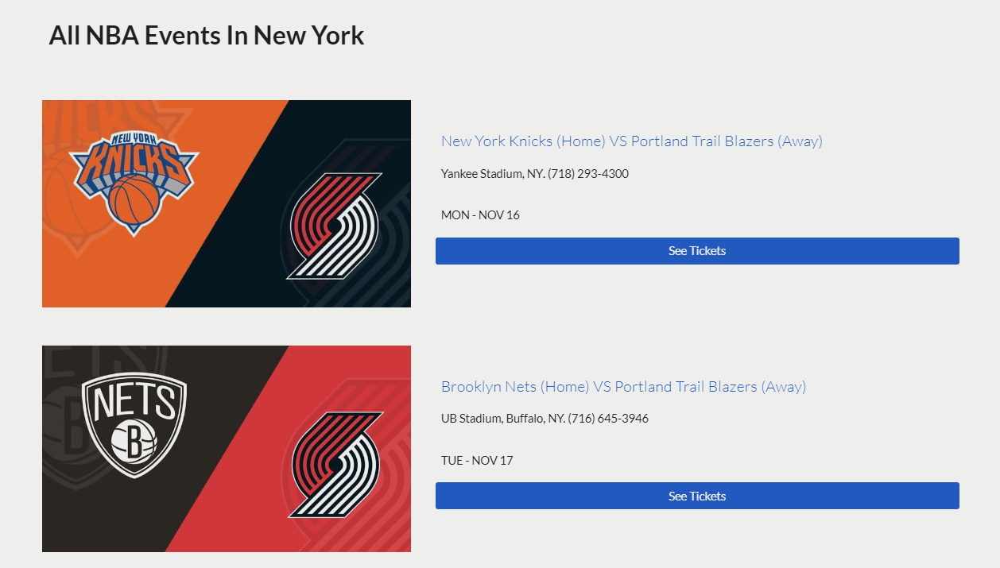 All NBA Events In New York
KNICKS
NEW YORK
KNICKS
New York Knicks (Home) VS Portland Trail Blazers (Away)
Yankee Stadium, NY. (718) 293-4300
MON - NOV 16
See Tickets
NETS
NETS
B
B
Brooklyn Nets (Home) VS Portland Trail Blazers (Away)
UB Stadium, Buffalo, NY. (716) 645-3946
TUE - NOV 17
See Tickets